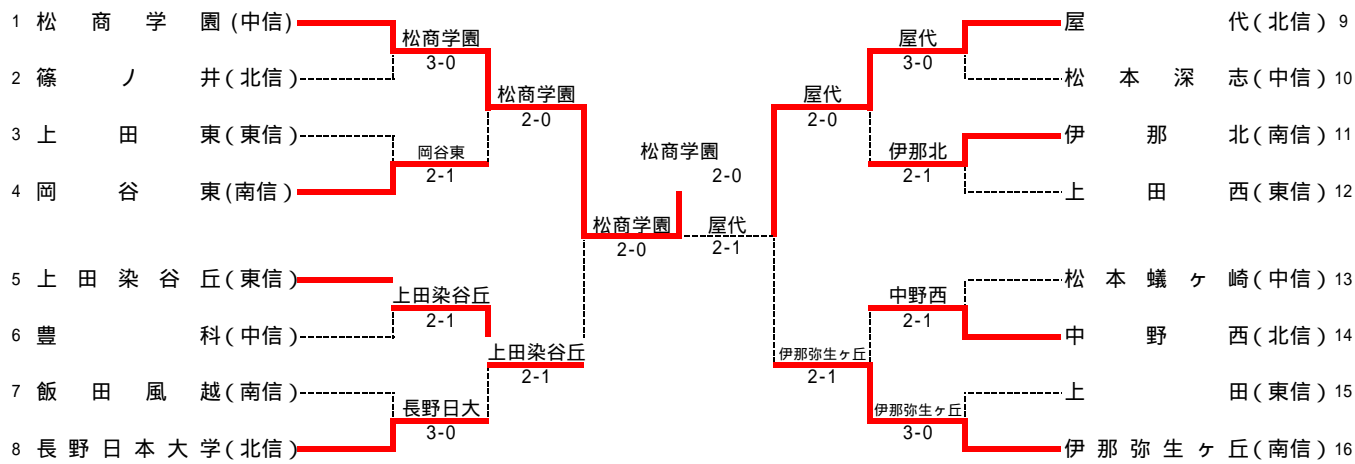 1 松商学園(中信)
2 篠ノ井(北信)
3 上田東(東信)
4 岡谷東(南信)
5 上田染谷丘(東信)
6 豊科(中信)
7 飯田風越(南信)
8 長野日本大学(北信)
松商学園
3-0
岡谷東
2-1
上田染谷丘
2-1
長野日大
3-0
松商学園
2-0
上田染谷丘
2-1
松商学園
2-0
松商学園
2-0
屋代
2-1
屋代
2-0
伊那弥生ヶ丘
2-1
屋代
3-0
伊那北
2-1
中野西
2-1
伊那弥生ヶ丘
3-0
屋代(北信) 9
松本深志(中信) 10
伊那北(南信) 11
上田西(東信) 12
松本蟻ヶ崎(中信) 13
中野西(北信) 14
上田(東信) 15
伊那弥生ヶ丘(南信) 16